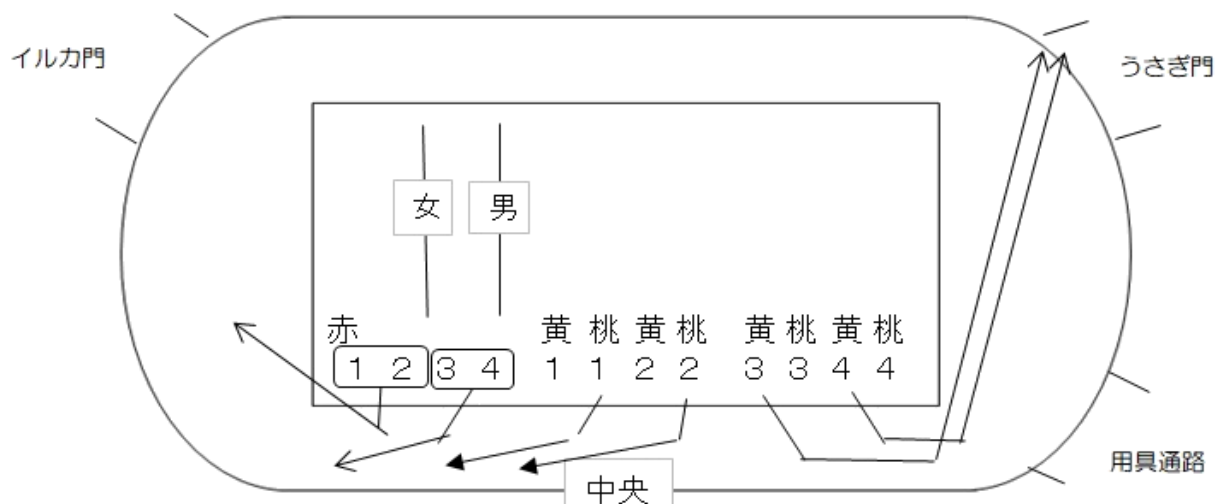 イルカ門
うさぎ門
女 男
赤 黄 桃 黄 桃 黄 桃 黄 桃
1 2 3 4 1 1 2 2 3 3 4 4
用具通路
中央